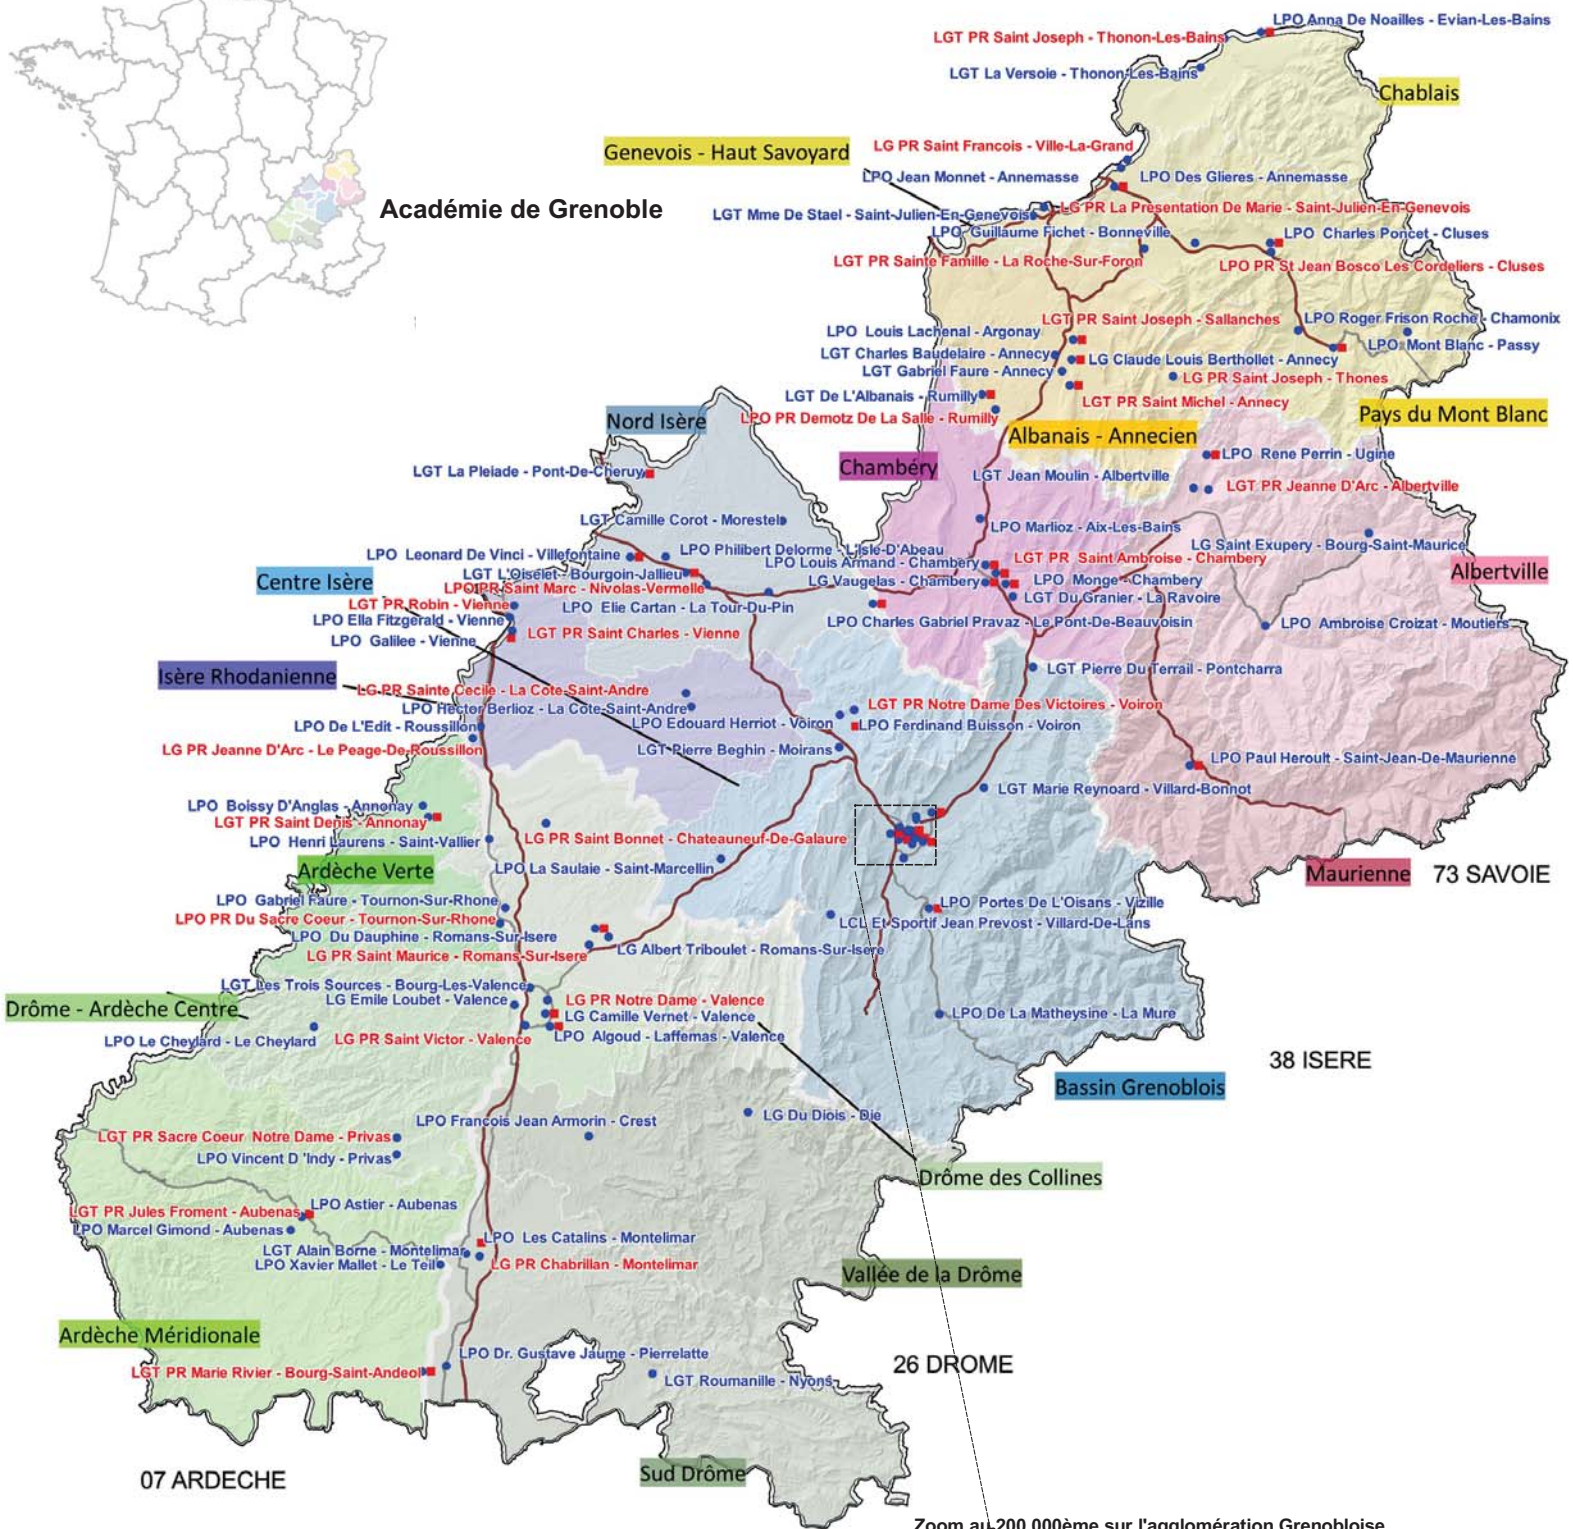 LPO Anna De Noailles - Evian-Les-Bains
LGT PR Saint Joseph - Thonon-Les-Bains
LGT La Versoie - Thonon-Les-Bains
Chablais
Genevois - Haut Savoyard
LG PR Saint Francois - Ville-La-Grand
LPO Jean Monnet - Annemasse
LPO Des Glieres - Annemasse
Académie de Grenoble
LGT Mme De Stael - Saint-Julien-En-Genevois
LG PR La Presentation De Marie - Saint-Julien-En-Genevois
LPO Guillaume Fichet - Bonneville
LPO Charles Poncet - Cluses
LGT PR Sainte Famille - La Roche-Sur-Foron
LPO PR St Jean Bosco Les Cordeliers - Cluses
LGT PR Saint Joseph - Sallanches
LPO Roger Frison Roche - Chamonix
LPO Louis Lachenal - Argonay
LPO Mont Blanc - Passy
LGT Charles Baudelaire - Annecy
LG Claude Louis Berthollet - Annecy
LGT Gabriel Faure - Annecy
LG PR Saint Joseph - Thones
LGT De L'Albanais - Rumilly
LGT PR Saint Michel - Annecy
Nord Isère
LPO PR Demotz De La Salle - Rumilly
Pays du Mont Blanc
Albanais - Annecien
LPO Rene Perrin - Ugine
Chambéry
LGT La Pleiade - Pont-De-Cheruy
LGT Jean Moulin - Albertville
LGT PR Jeanne D'Arc - Albertville
LGT Camille Corot - Morestel
LPO Marlioz - Aix-Les-Bains
LG Saint Exupery - Bourg-Saint-Maurice
LPO Leonard De Vinci - Villefontaine
LPO Philibert Delorme - L'Isle-D'Abeau
LPO Louis Armand - Chambery
LGT PR Saint Ambroise - Chambery
Albertville
Centre Isère
LGT L'Oiselet - Bourgoin-Jallieu
LG Vaugelas - Chambery
LPO Monge - Chambery
LPO PR Saint Marc - Nivolas-Vermelle
LGT Du Granier - La Ravoire
LGT PR Robin - Vienne
LPO Elie Cartan - La Tour-Du-Pin
LPO Ella Fitzgerald - Vienne
LPO Charles Gabriel Pravaz - Le Pont-De-Beauvoisin
LPO Ambroise Croizat - Moutiers
LGT PR Saint Charles - Vienne
LPO Galilee - Vienne
LGT Pierre Du Terrail - Pontcharra
Isère Rhodanienne
LG PR Sainte Cecile - La Cote-Saint-Andre
LPO Hector Berlioz - La Côte-Saint-Andre
LGT PR Notre Dame Des Victoires - Voiron
LPO De L'Edit - Roussillon
LPO Edouard Herriot - Voiron
LPO Ferdinand Buisson - Voiron
LG PR Jeanne D'Arc - Le Peage-De-Roussillon
LGT Pierre Beghin - Moirans
LPO Paul Heroult - Saint-Jean-De-Maurienne
LGT Marie Reynoard - Villard-Bonnot
LPO Boissy D'Anglas - Annonay
LGT PR Saint Denis - Annonay
LPO Henri Laurens - Saint-Vallier
LG PR Saint Bonnet - Chateauneuf-De-Galaure
Ardèche Verte
LPO La Saulaie - Saint-Marcellin
Maurienne
73 SAVOIE
LPO Gabriel Faure - Tournon-Sur-Rhone
LPO Portes De L'Oisans - Vizille
LPO PR Du Sacre Coeur - Tournon-Sur-Rhone
LCL Et Sportif Jean Prevost - Villard-De-Lans
LPO Du Dauphine - Romans-Sur-Isere
LG Albert Triboulet - Romans-Sur-Isere
LG PR Saint Maurice - Romans-Sur-Isere
LGT Les Trois Sources - Bourg-Les-Valence
LG Emile Loubet - Valence
LG PR Notre Dame - Valence
Drôme - Ardèche Centre
LG Camille Vernet - Valence
LPO De La Matheysine - La Mure
LPO Le Cheylard - Le Cheylard
LG PR Saint Victor - Valence
LPO Algoud - Laffemas - Valence
38 ISERE
Bassin Grenoblois
LPO François Jean Armorin - Crest
LG Du Diois - Die
LGT PR Sacre Coeur Notre Dame - Privas
LPO Vincent D 'Indy - Privas
Drôme des Collines
LPO Astier - Aubenas
LGT PR Jules Froment - Aubenas
LPO Marcel Gimond - Aubenas
LPO Les Catalins - Montelimar
LGT Alain Borne - Montelimar
LPO Xavier Mallet - Le Teil
LG PR Chabrillan - Montelimar
Vallée de la Drôme
Ardèche Méridionale
LPO Dr. Gustave Jaume - Pierrelatte
26 DROME
LGT PR Marie Rivier - Bourg-Saint-Andeol
LGT Roumanille - Nyons
Sud Drôme
07 ARDECHE
Zoom au 200 000ème sur l'agglomération Grenobloise